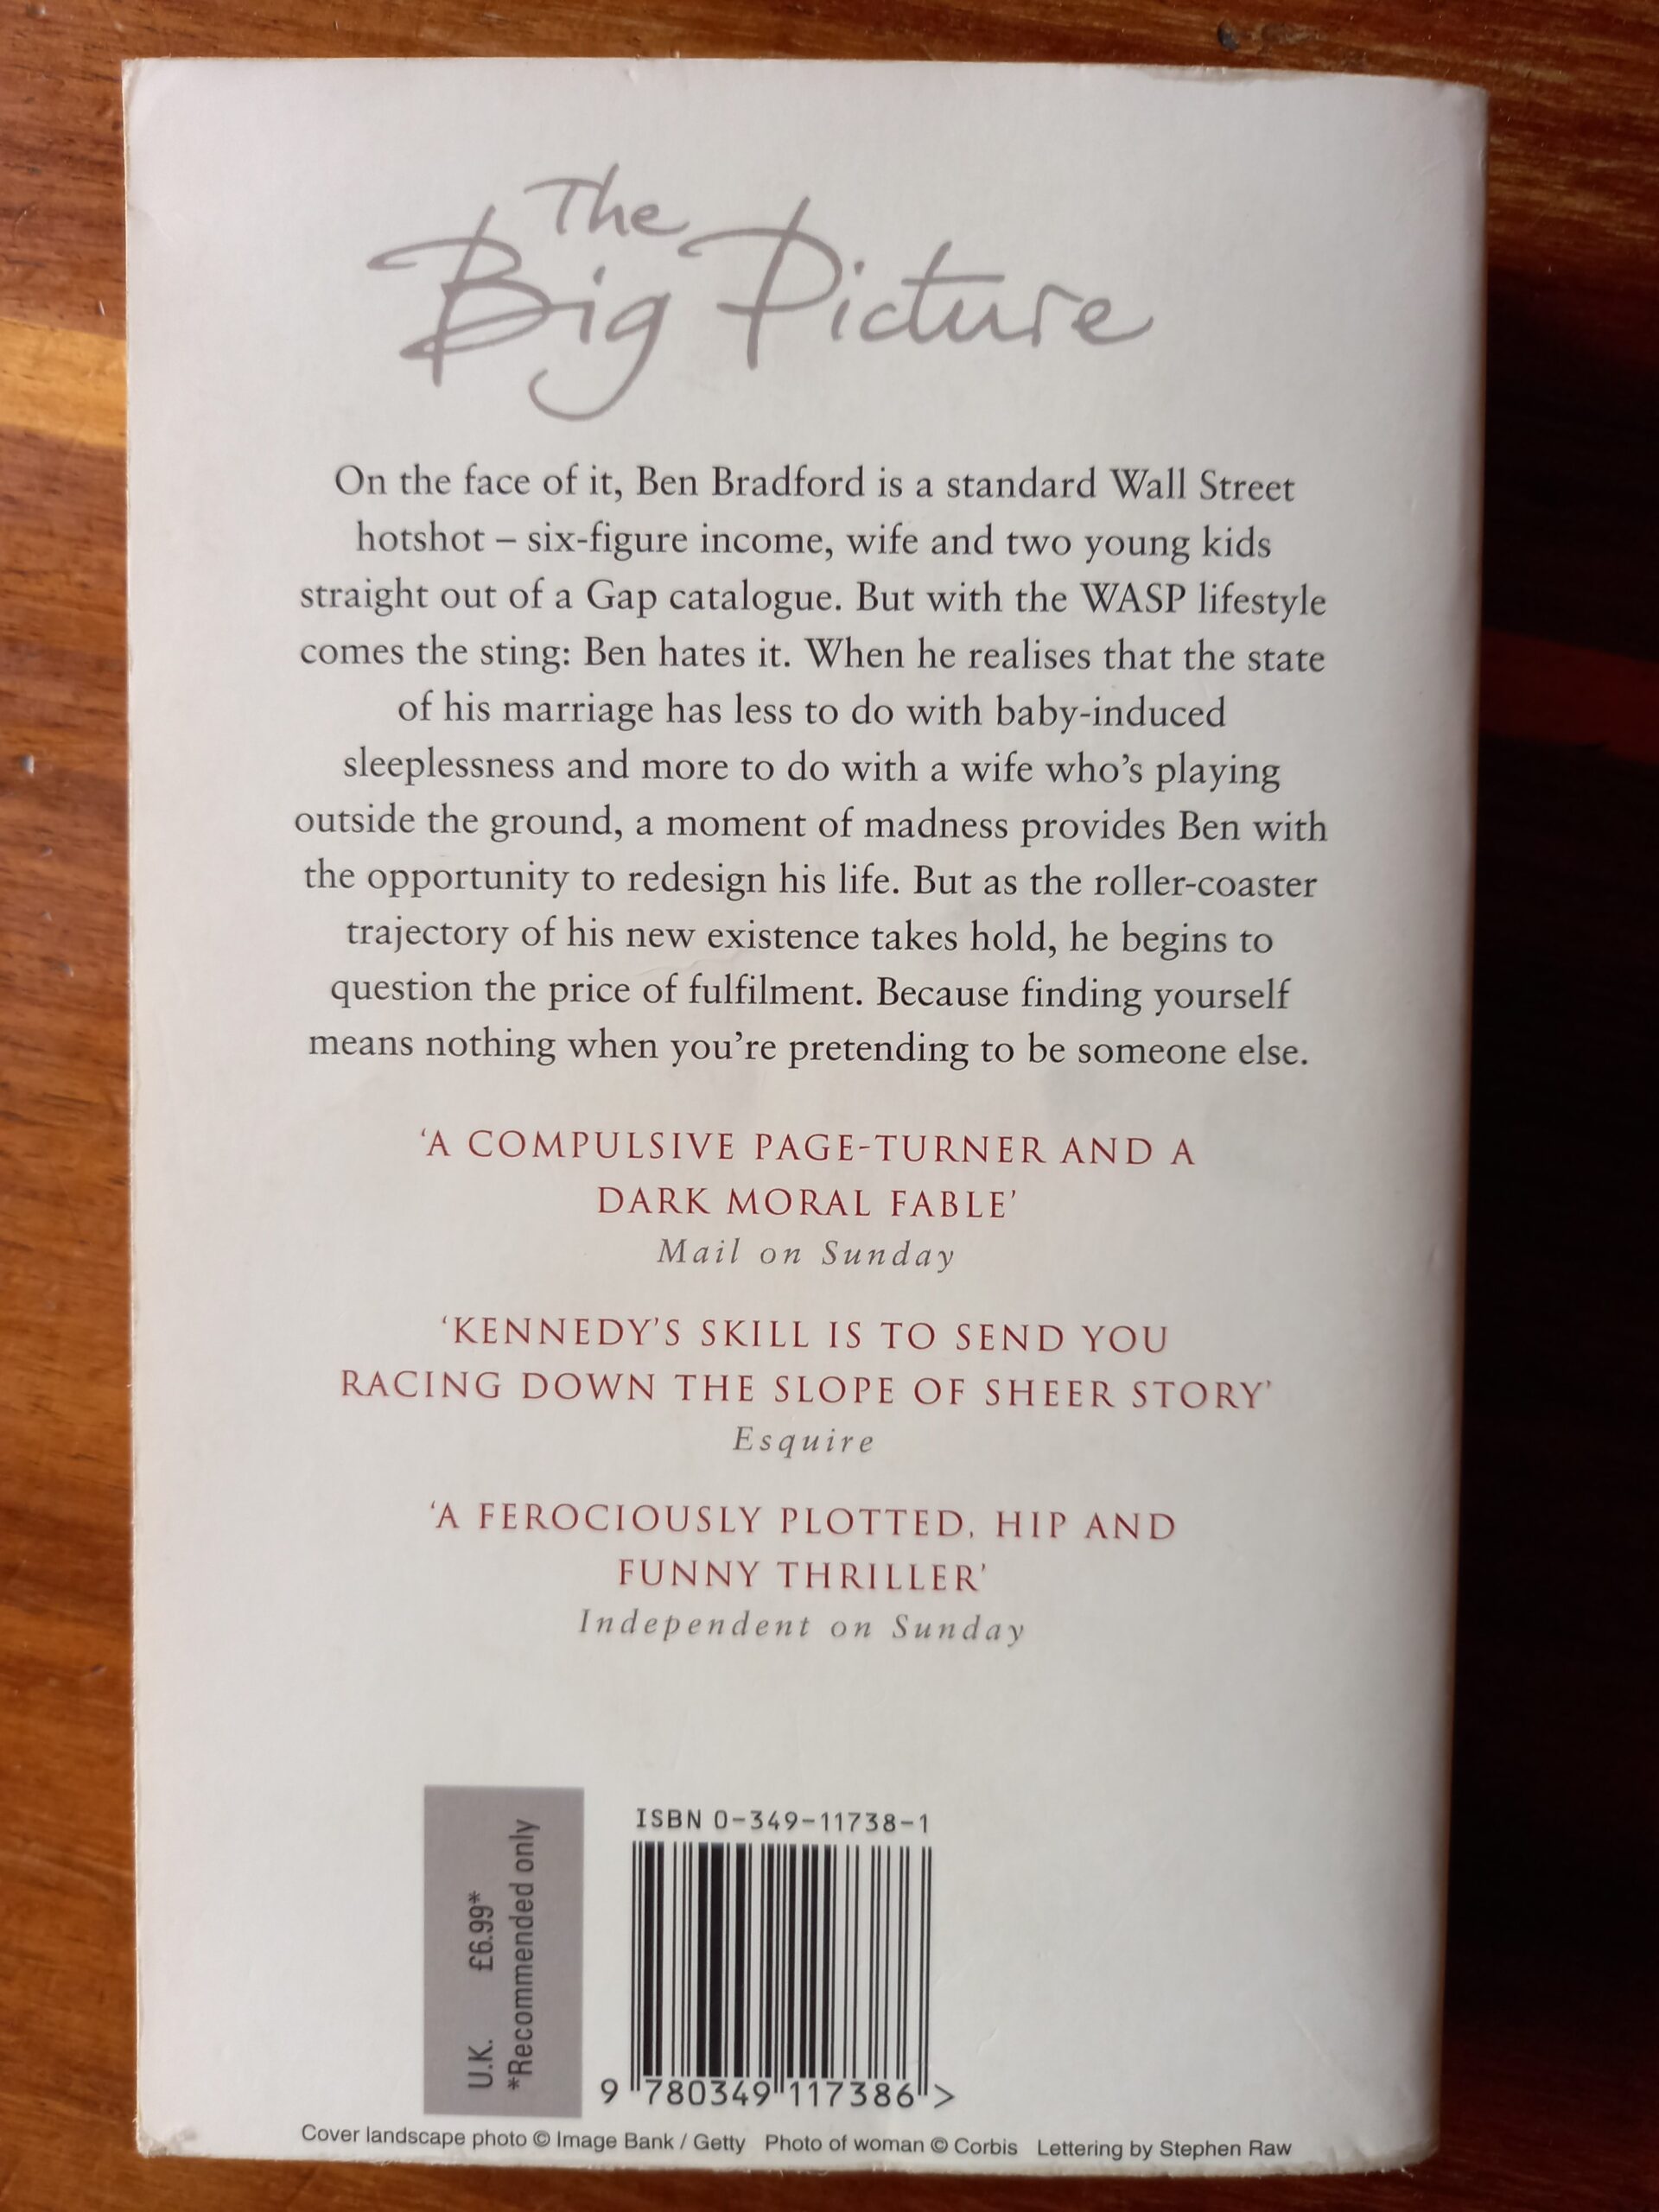 The
Big Picture
On the face of it, Ben Bradford is a standard Wall Street
hotshot – six-figure income, wife and two young kids
straight out of a Gap catalogue. But with the WASP lifestyle
comes the sting: Ben hates it. When he realises that the state
of his marriage has less to do with baby-induced
sleeplessness and more to do with a wife who's playing
outside the ground, a moment of madness provides Ben with
the opportunity to redesign his life. But as the roller-coaster
trajectory of his new existence takes hold, he begins to
question the price of fulfilment. Because finding yourself
means nothing when you're pretending to be someone else.
‘A COMPULSIVE PAGE-TURNER AND A
DARK MORAL FABLE’
Mail on Sunday
‘KENNEDY’S SKILL IS TO SEND YOU
RACING DOWN THE SLOPE OF SHEER STORY’
Esquire
‘A FEROCIOUSLY PLOTTED, HIP AND
FUNNY THRILLER’
Independent on Sunday
U.K. £6.99*
*Recommended only
ISBN 0-349-11738-1
9 780349 117386 >
Cover landscape photo © Image Bank / Getty Photo of woman © Corbis Lettering by Stephen Raw